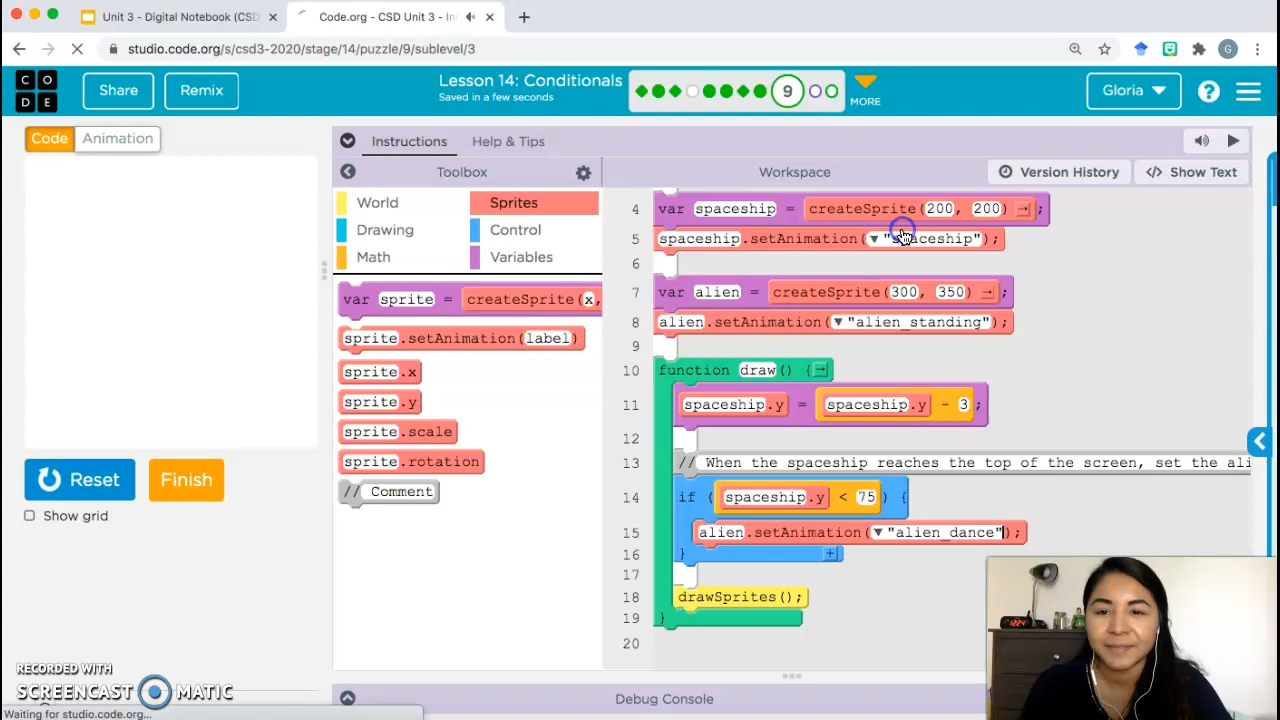 Unit 3 - Digital Notebook (CSD
Code.org - CSD Unit 3 - In
studio.code.org/s/csd3-2020/stage/14/puzzle/9/sublevel/3
G
C O D E
Share
Remix
Lesson 14: Conditionals
Saved in a few seconds
9
MORE
Gloria
Code
Animation
Instructions
Help & Tips
Toolbox
Workspace
Version History
</> Show Text
World
Sprites
Drawing
Control
Math
Variables
var sprite = createSprite(x,
sprite.setAnimation(label)
sprite.x
sprite.y
sprite.scale
sprite.rotation
// Comment
4 var spaceship = createSprite(200, 200);
5 spaceship.setAnimation("spaceship");
6
7 var alien = createSprite(300, 350);
8 alien.setAnimation("alien_standing");
9
10 function draw() {
11 spaceship.y = spaceship.y - 3;
12
13 // When the spaceship reaches the top of the screen, set the ali
14 if (spaceship.y < 75) {
15 alien.setAnimation("alien_dance");
16 }
17
18 drawSprites();
19 }
20
Reset
Finish
Show grid
Debug Console
RECORDED WITH
SCREENCAST MATIC
Waiting for studio.code.org...